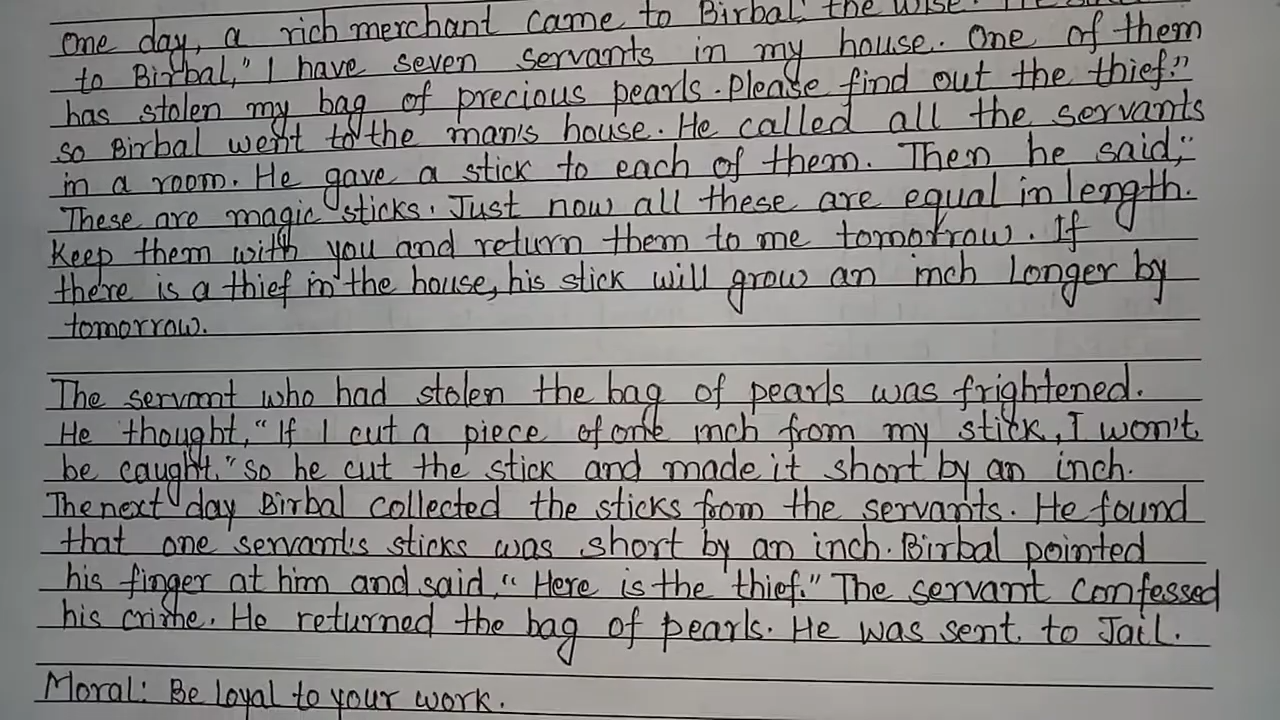 One day, a rich merchant came to Birbal the wise.
to Birbal," I have seven servants in my house. One of them
has stolen my bag of precious pearls. Please find out the thief."
so Birbal went to the man's house. He called all the servants
in a room. He gave a stick to each of them. Then he said,"
These are magic sticks. Just now all these are equal in length.
Keep them with you and return them to me tomorrow. If
there is a thief in the house, his stick will grow an inch longer by
tomorrow.
The servant who had stolen the bag of pearls was frightened.
He thought, "If I cut a piece of one inch from my stick, I won't
be caught." so he cut the stick and made it short by an inch.
The next day Birbal collected the sticks from the servants. He found
that one servant's sticks was short by an inch. Birbal pointed
his finger at him and said, "Here is the thief." The servant confessed
his crime. He returned the bag of pearls. He was sent to Jail.
Moral: Be loyal to your work.